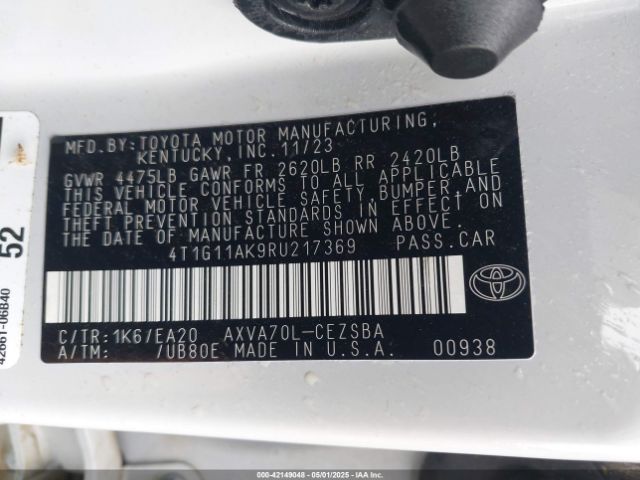 MFD.BY:TOYOTA MOTOR MANUFACTURING,
KENTUCKY,INC.11/23
GVWR 4475LB GAWR FR 2620LB RR 2420LB
THIS VEHICLE CONFORMS TO ALL APPLICABLE
FEDERAL MOTOR VEHICLE SAFETY,BUMPER,AND
THEFT PREVENTION STANDARDS IN EFFECT ON
THE DATE OF MANUFACTURE SHOWN ABOVE.
4T1G11AK9RU217369 PASS.CAR
C/TR:1K6/EA20 AXVA70L-CEZSBA
A/TM: /UB80E MADE IN U.S.A. 00938
52
42661-06B40
000-42149048 - 05/01/2025 - IAAI.COM